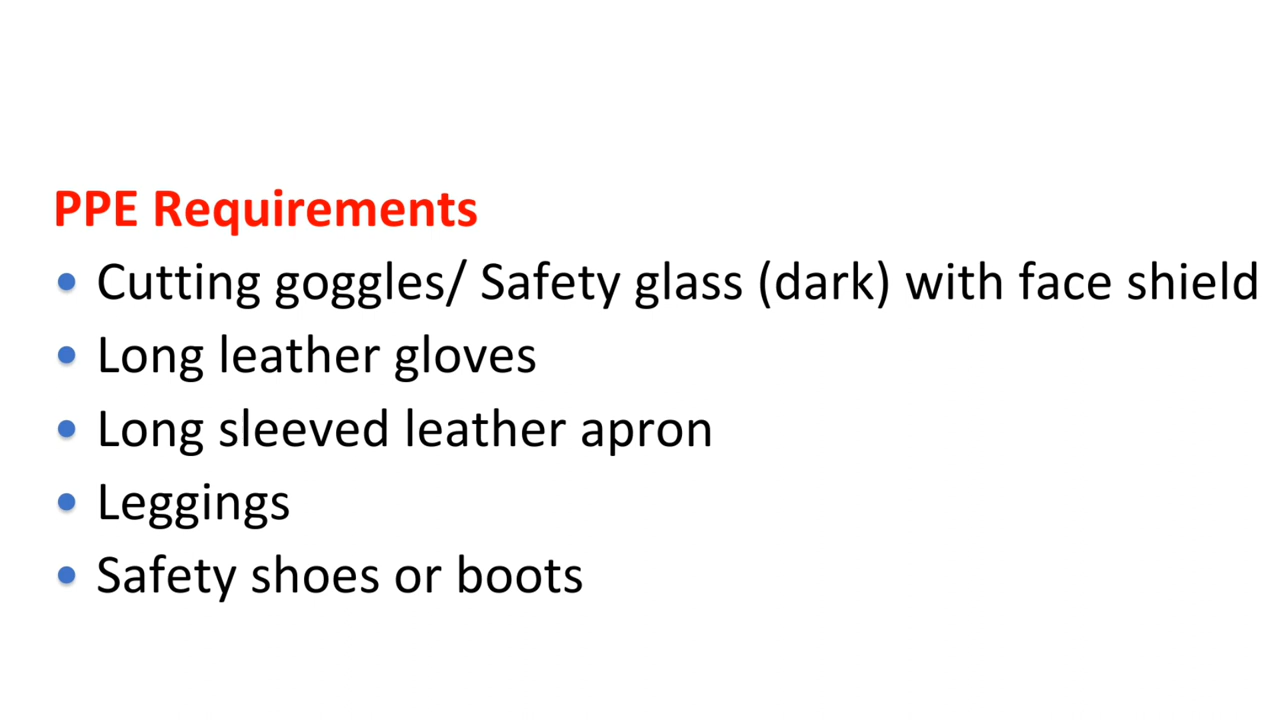 PPE Requirements
• Cutting goggles/ Safety glass (dark) with face shield
• Long leather gloves
• Long sleeved leather apron
• Leggings
• Safety shoes or boots